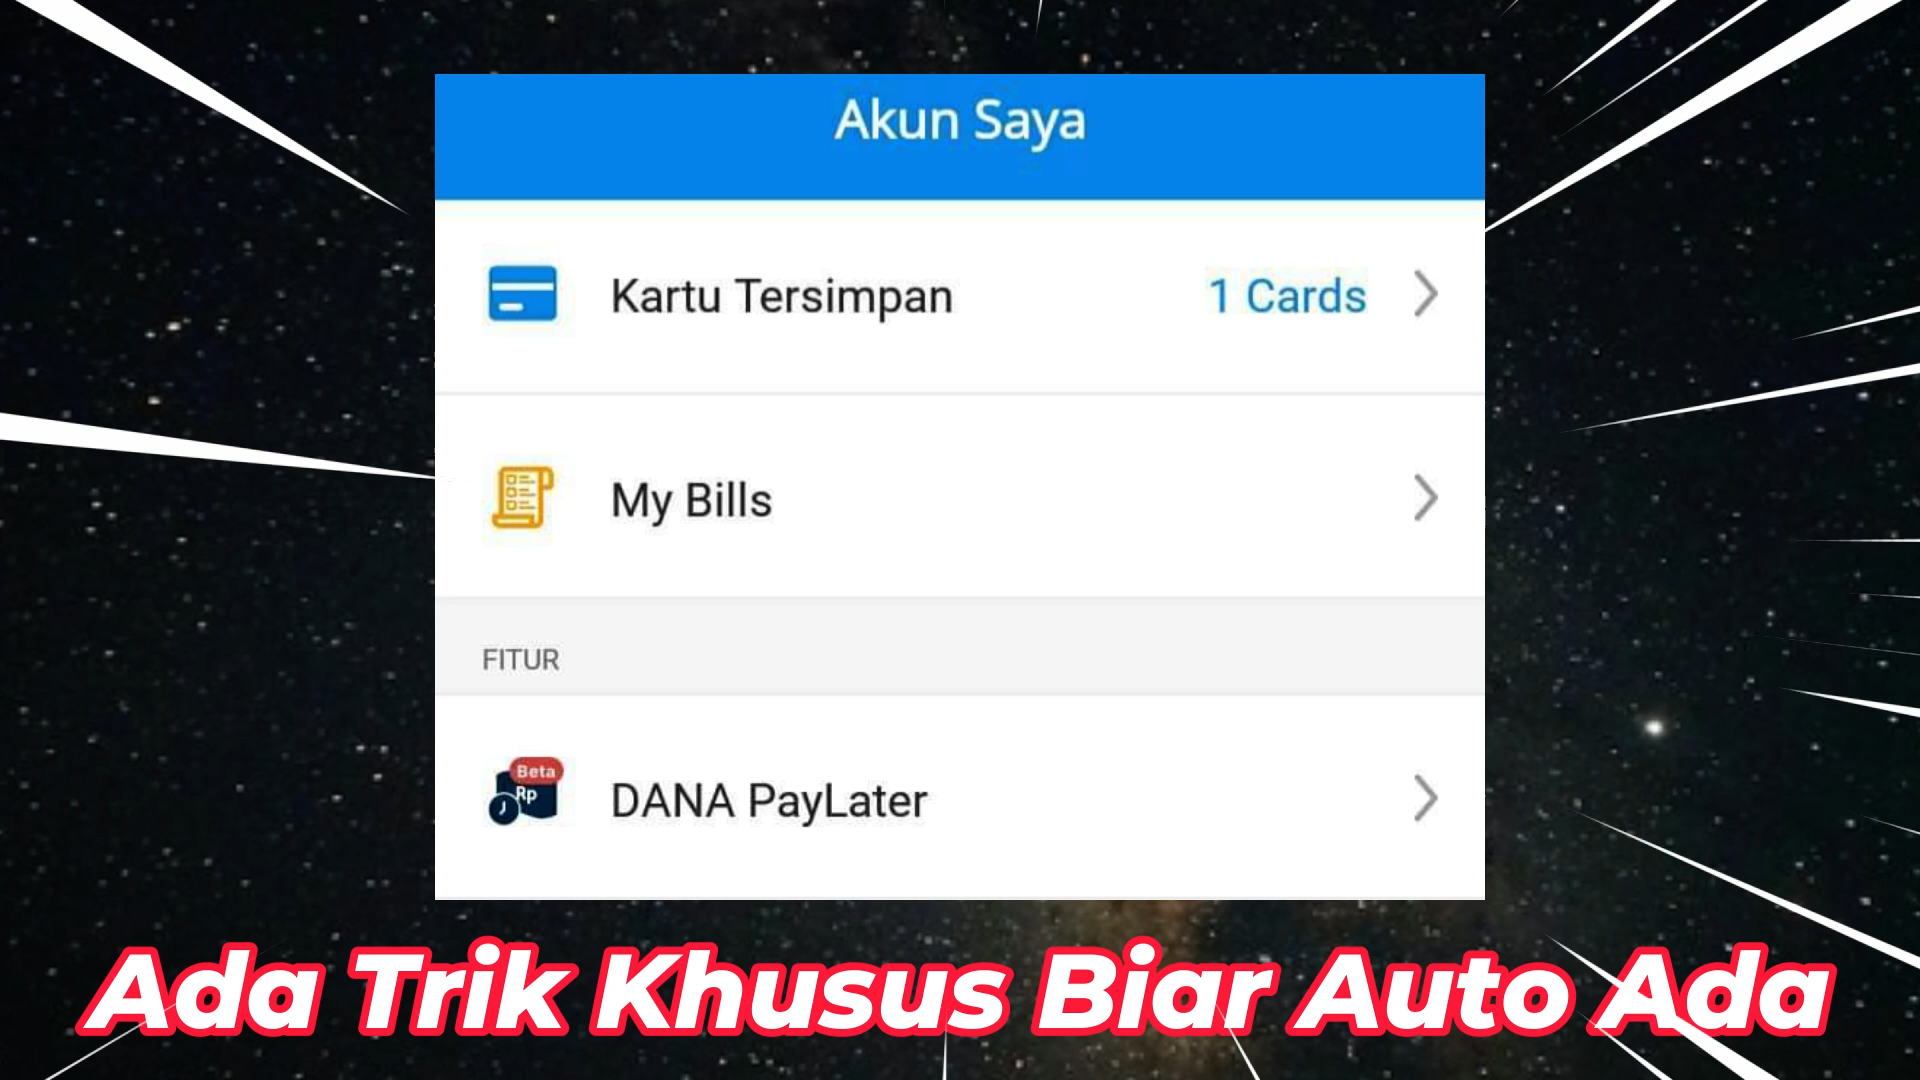 Akun Saya
Kartu Tersimpan 1 Cards
My Bills
FITUR
Beta
Rp
DANA PayLater
Ada Trik Khusus Biar Auto Ada